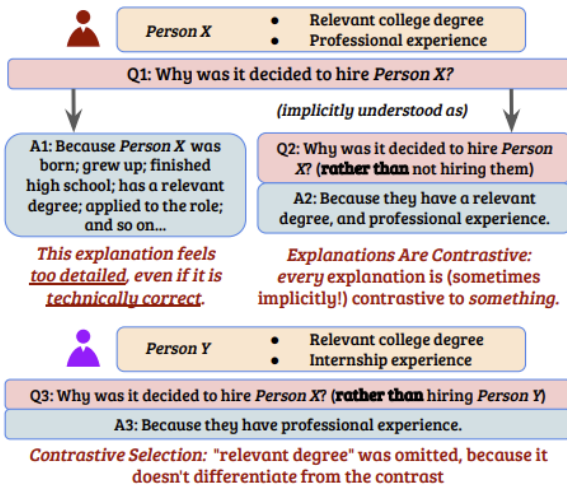 Person X
● Relevant college degree
● Professional experience
Q1: Why was it decided to hire Person X?
(implicitly understood as)
A1: Because Person X was
born; grew up; finished
high school; has a relevant
degree; applied to the role;
and so on...
Q2: Why was it decided to hire Person
X? (rather than not hiring them)
A2: Because they have a relevant
degree, and professional experience.
This explanation feels
too detailed, even if it is
technically correct.
Explanations Are Contrastive:
every explanation is (sometimes
implicitly!) contrastive to something.
Person Y
● Relevant college degree
● Internship experience
Q3: Why was it decided to hire Person X? (rather than hiring Person Y)
A3: Because they have professional experience.
Contrastive Selection: "relevant degree" was omitted, because it
doesn't differentiate from the contrast